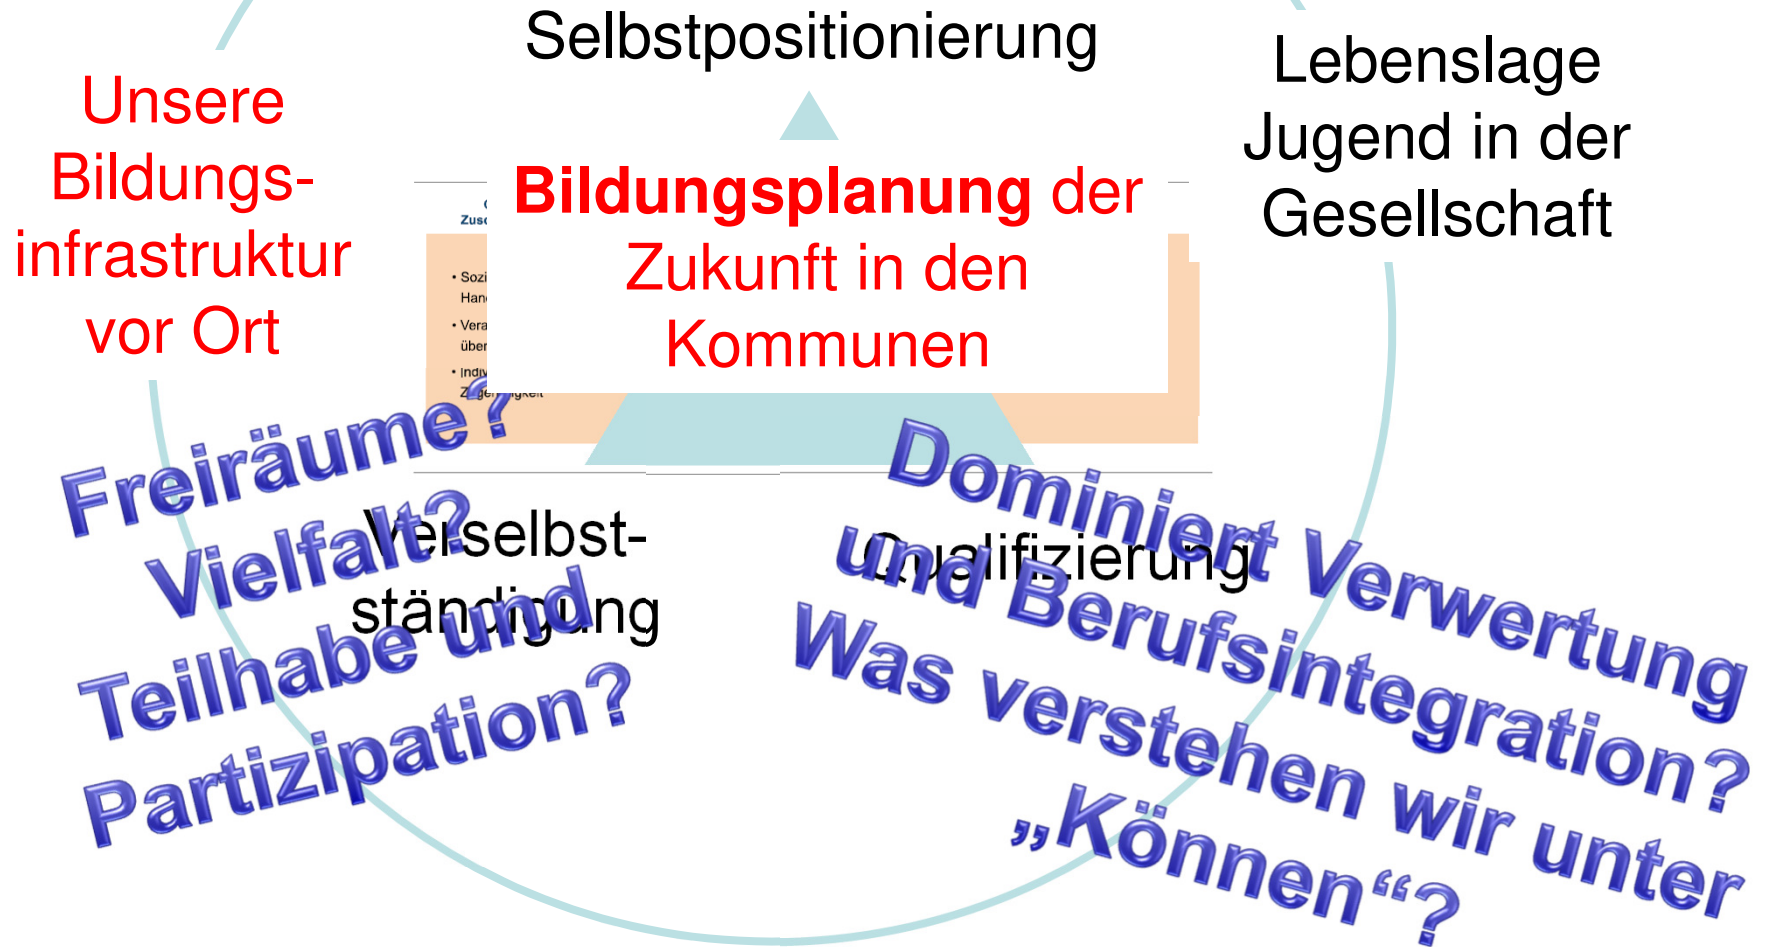 Selbstpositionierung
Lebenslage
Jugend in der
Gesellschaft
Unsere
Bildungs-
infrastruktur
vor Ort
Bildungsplanung der
Zukunft in den
Kommunen
Freiräume?
Vielfalt?
Teilhabe und
Partizipation?
Verselbst-
ständigung
Qualifizierung
Dominiert Verwertung
und Berufsintegration?
Was verstehen wir unter
„Können“?